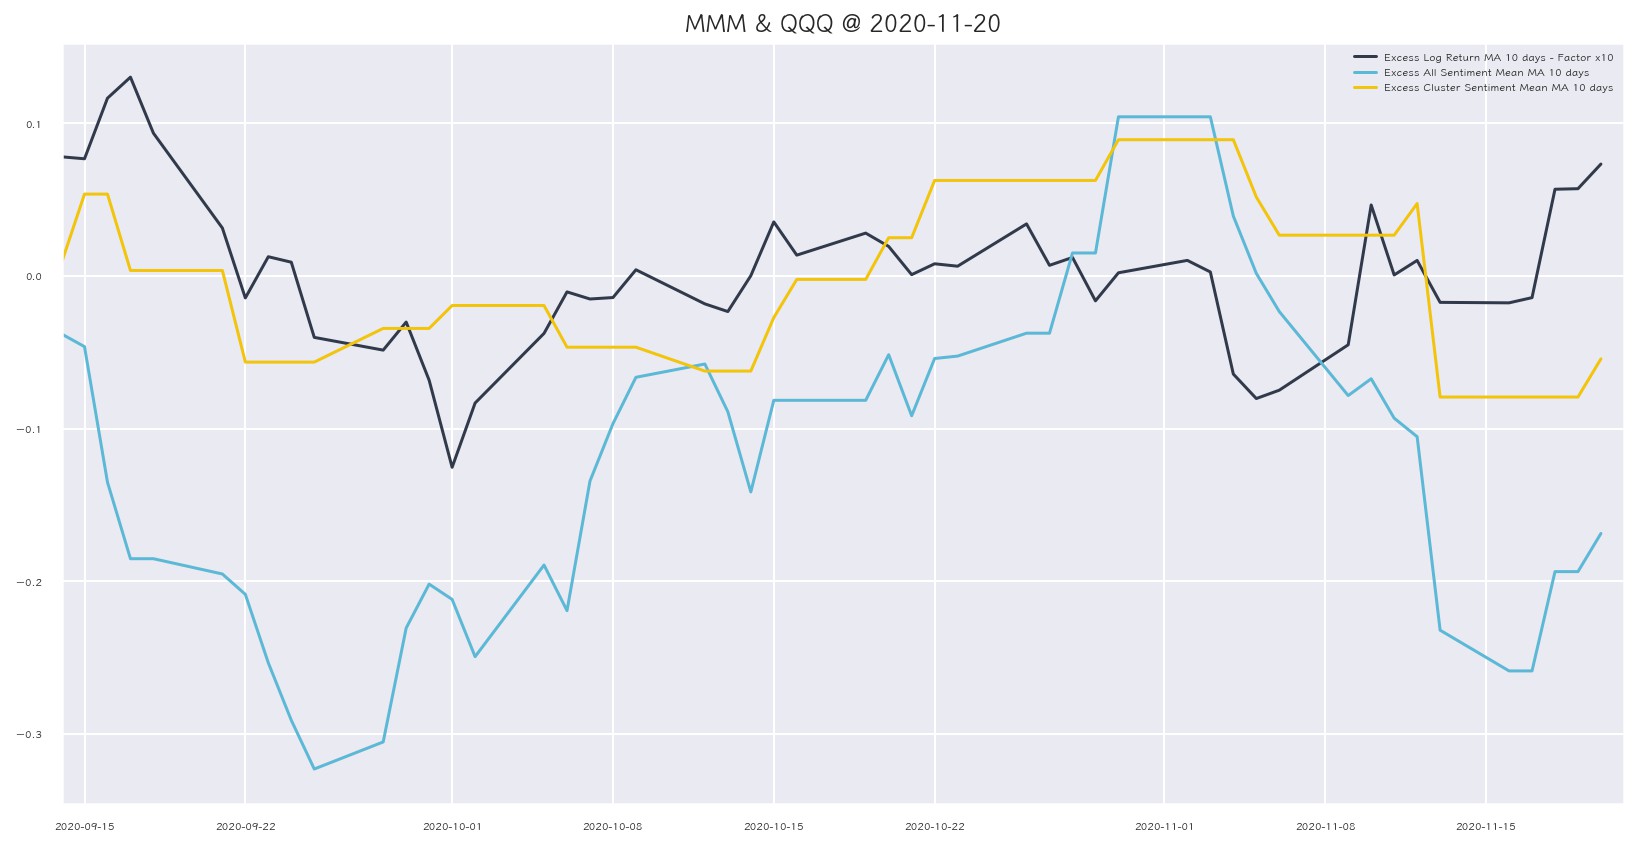 MMM & QQQ @ 2020-11-20
Excess Log Return MA 10 days - Factor x10
Excess All Sentiment Mean MA 10 days
Excess Cluster Sentiment Mean MA 10 days
0.1
0.0
−0.1
−0.2
−0.3
2020-09-15 2020-09-22 2020-10-01 2020-10-08 2020-10-15 2020-10-22 2020-11-01 2020-11-08 2020-11-15